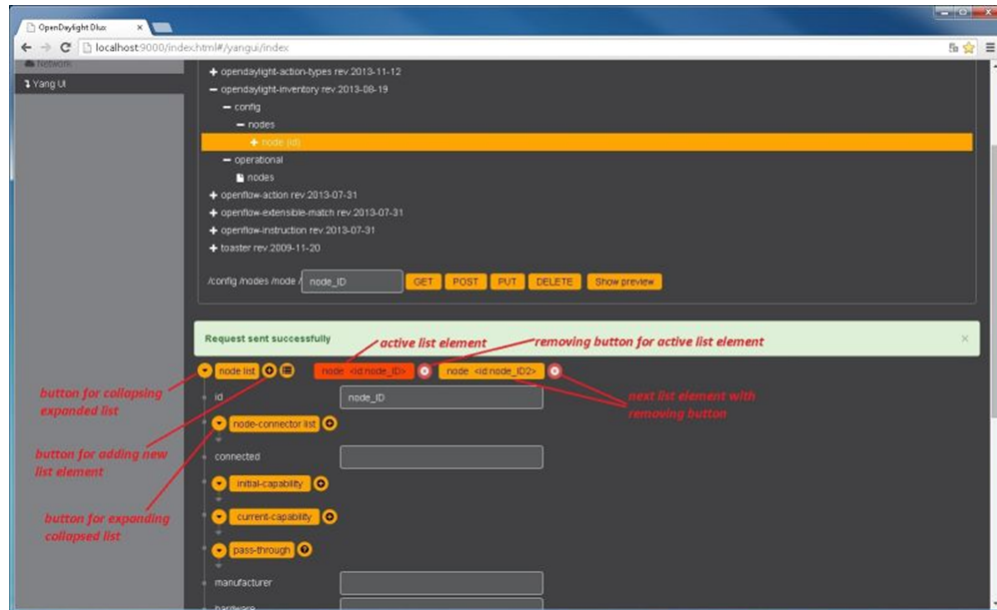 OpenDaylight Dlux
localhost:9000/index.html#/yangui/index
Network
Yang UI
opendaylight-action-types rev.2013-11-12
opendaylight-inventory rev.2013-08-19
config
nodes
node {id}
operational
nodes
openflow-action rev.2013-07-31
openflow-extensible-match rev.2013-07-31
openflow-instruction rev.2013-07-31
toaster rev.2009-11-20
/config /nodes /node / node_ID GET POST PUT DELETE Show preview
Request sent successfully
active list element
removing button for active list element
node list node <id:node_ID> node <id:node_ID2>
button for collapsing
expanded list
next list element with
removing button
id node_ID
node-connector list
button for adding new
list element
connected
initial-capability
button for expanding
collapsed list
current-capability
pass-through
manufacturer
hardware